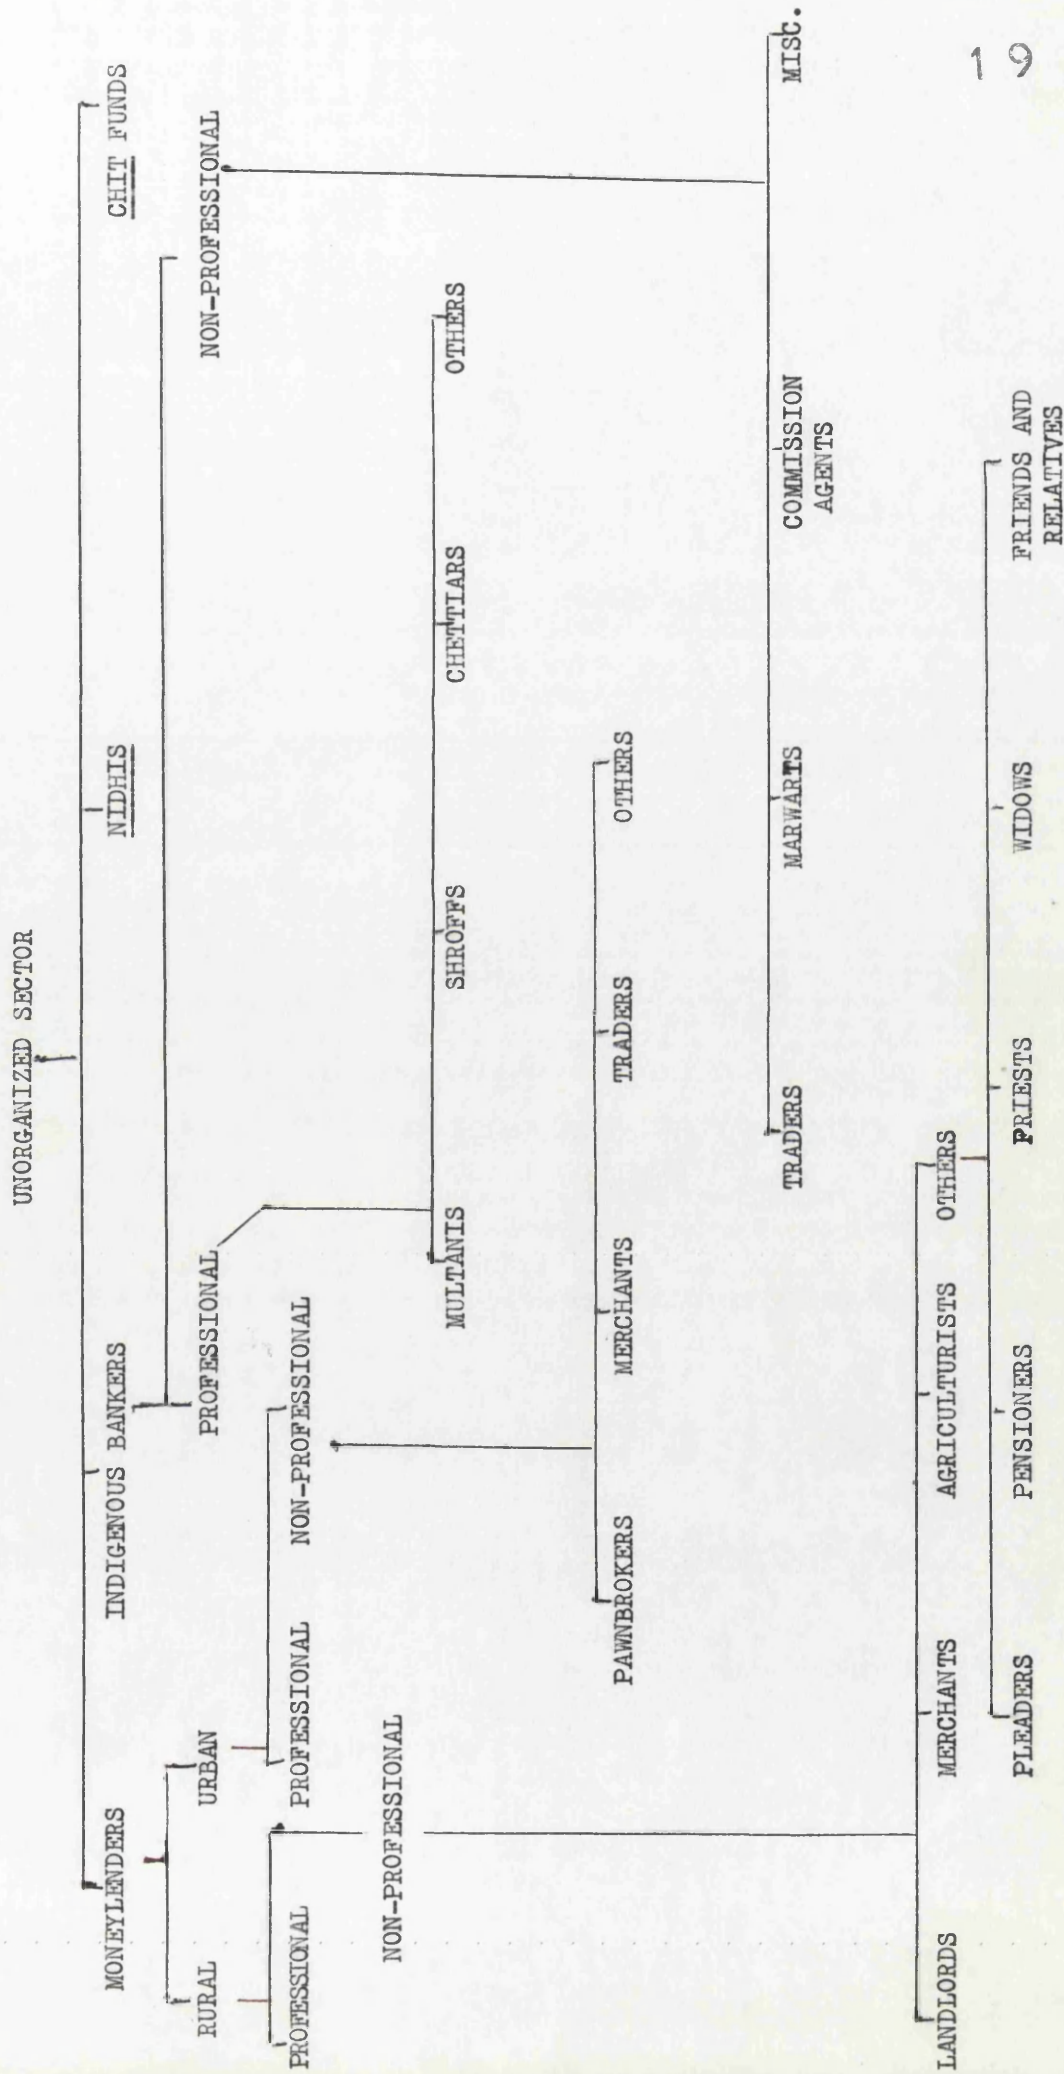 UNORGANIZED SECTOR
MONEYLENDERS INDIGENOUS BANKERS NIDHIS CHIT FUNDS
RURAL URBAN PROFESSIONAL NON-PROFESSIONAL
PROFESSIONAL PROFESSIONAL NON-PROFESSIONAL
NON-PROFESSIONAL
MULTANIS SHROFFS CHETTIARS OTHERS
PAWNBROKERS MERCHANTS TRADERS OTHERS
TRADERS MARWARTS COMMISSION MISC.
AGENTS
LANDLORDS MERCHANTS AGRICULTURISTS OTHERS
PLEADERS PENSIONERS PRIESTS WIDOWS FRIENDS AND
RELATIVES
19